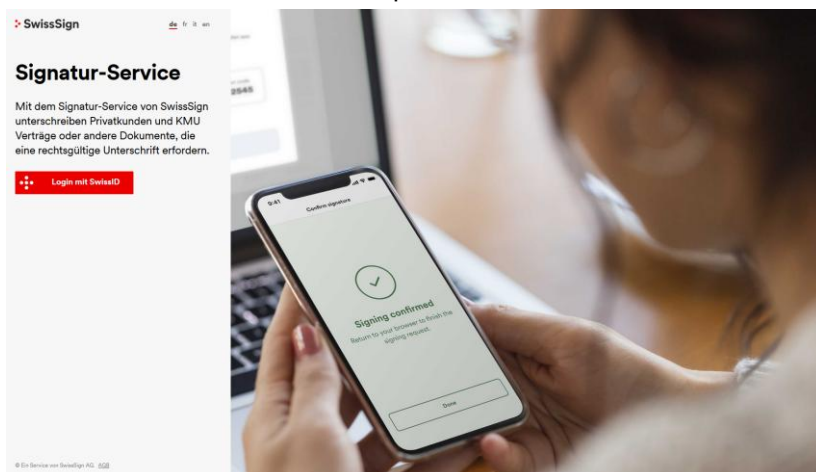 SwissSign
de fr it en
Signatur-Service
Mit dem Signatur-Service von SwissSign
unterschreiben Privatkunden und KMU
Verträge oder andere Dokumente, die
eine rechtsgültige Unterschrift erfordern.
Login mit SwissID
© Ein Service von SwissSign AG AGB
2545
9:41
Confirm signature
Signing confirmed
Return to your browser to finish the
signing request.
Done